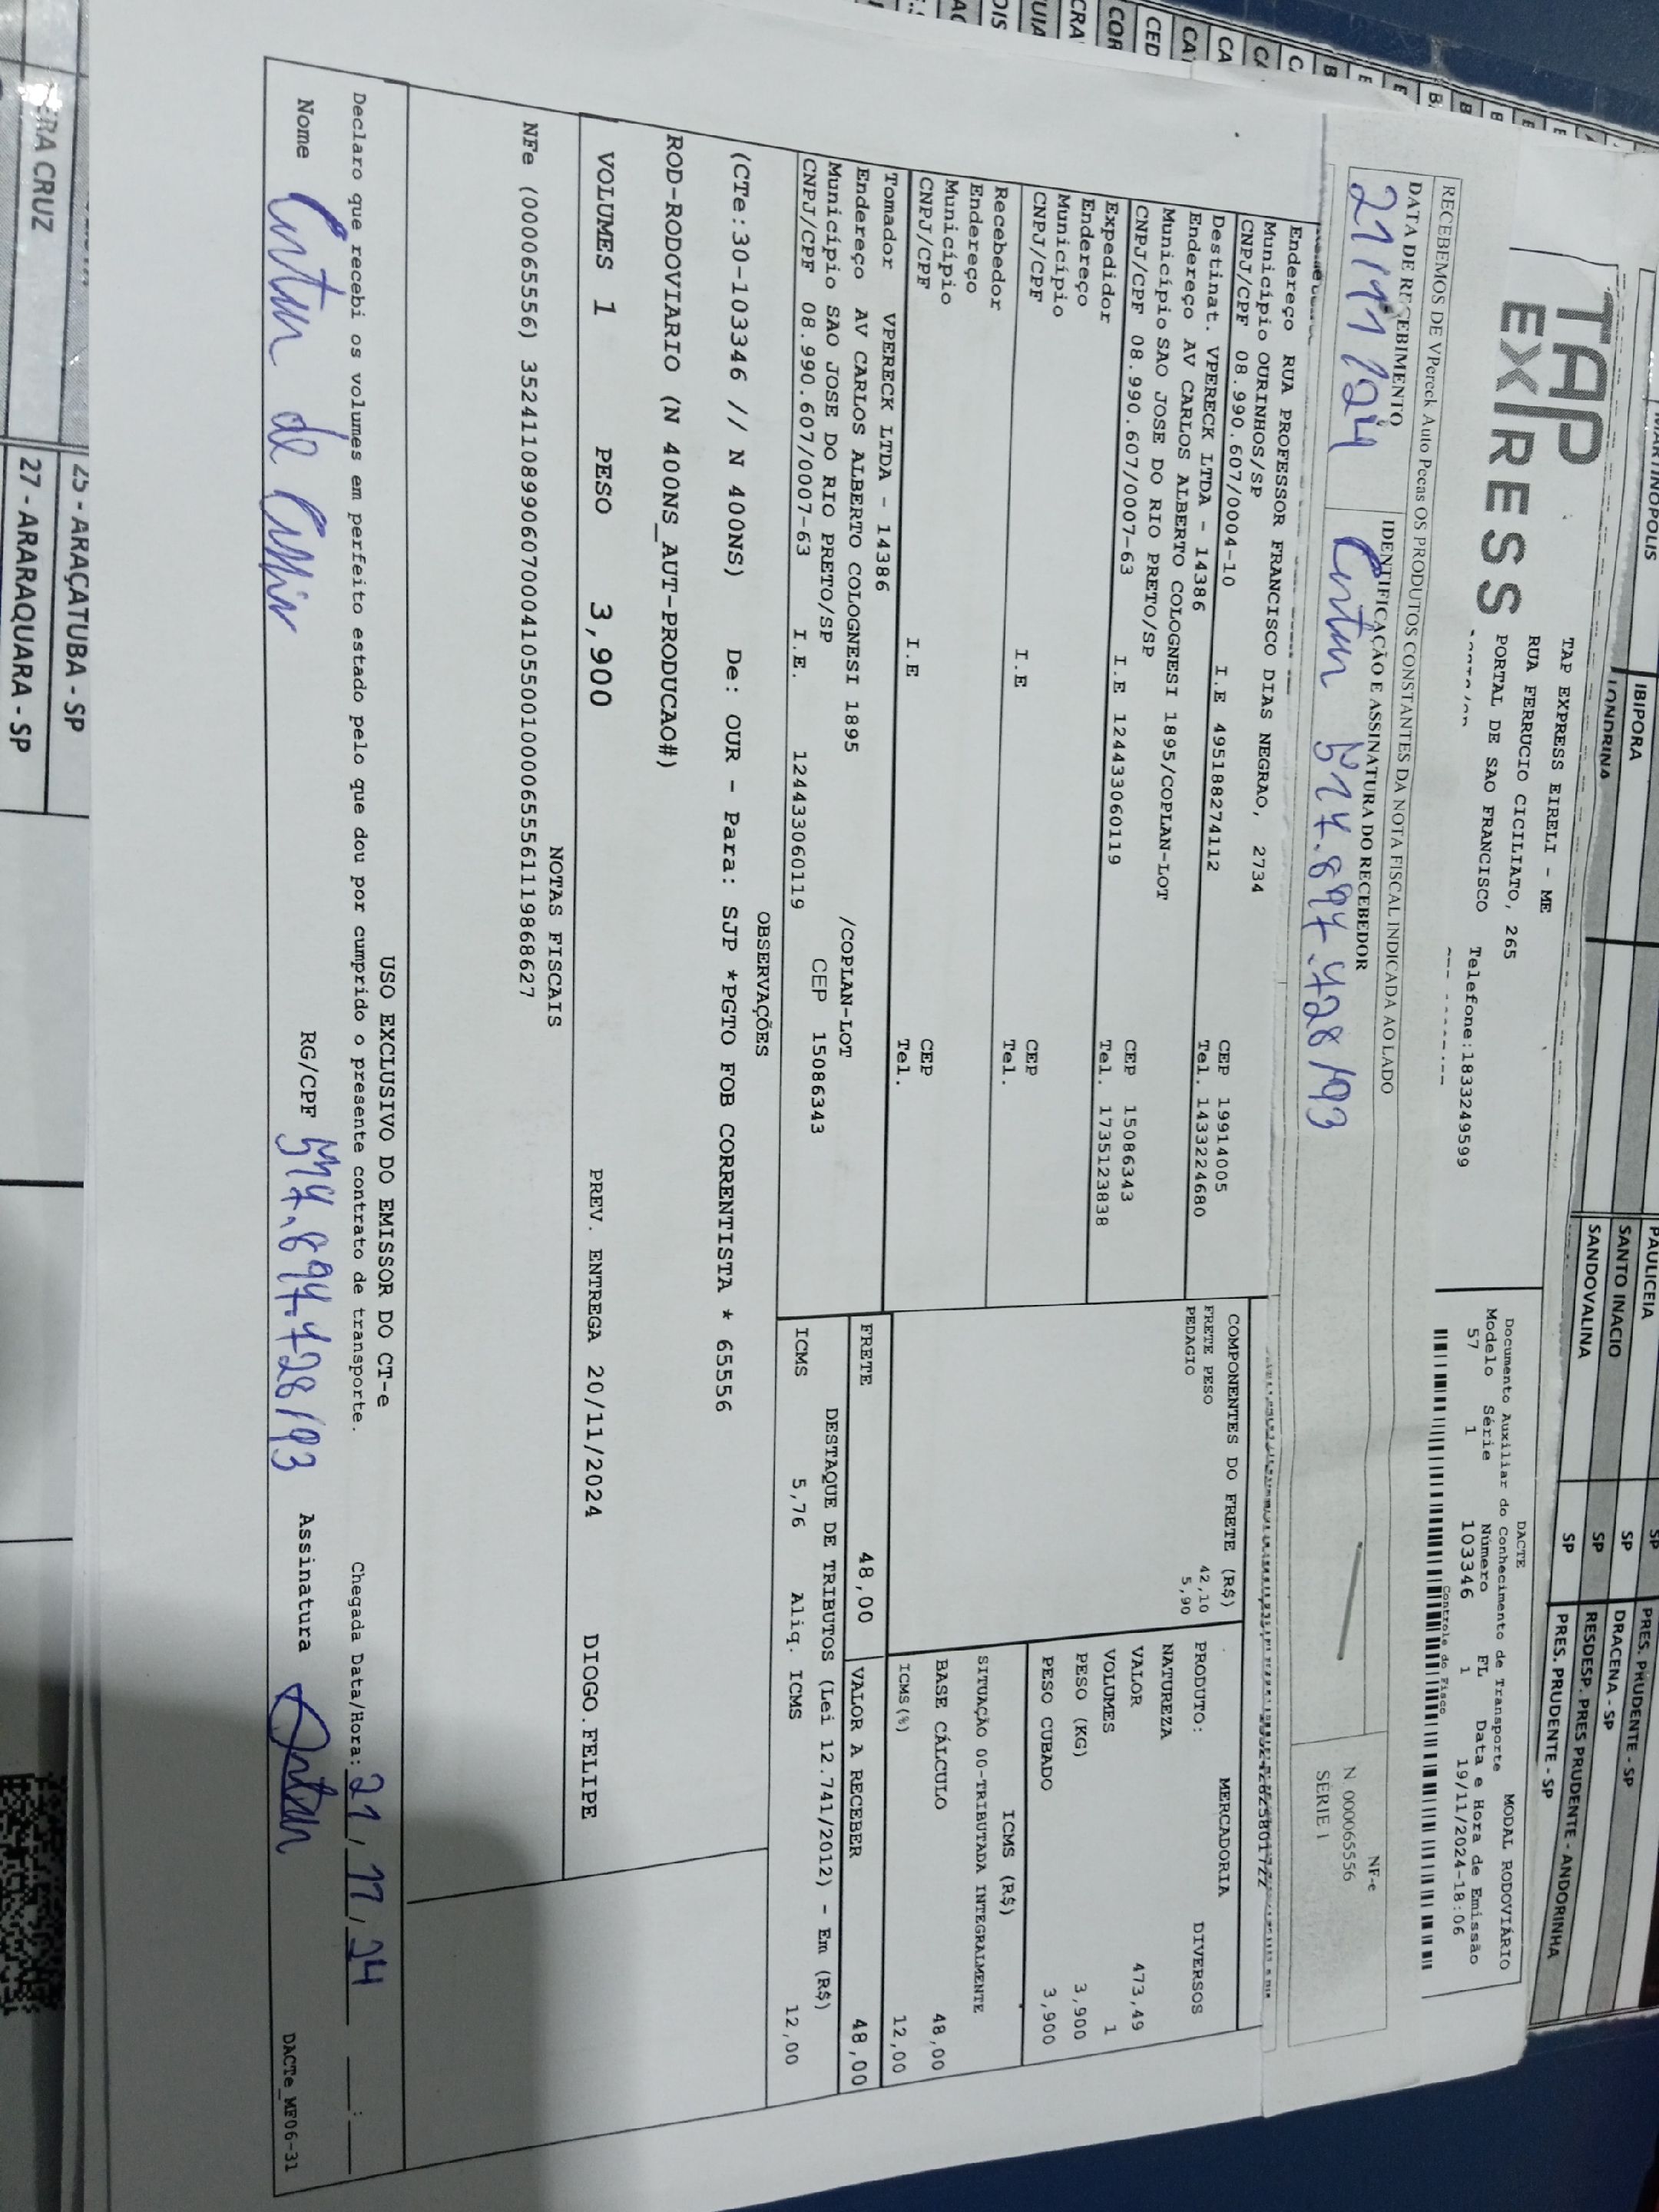 TAP
EXPRESS
TAP EXPRESS EIRELI - ME
RUA FERRUCIO CICILIATO, 265
PORTAL DE SAO FRANCISCO Telefone:1833249599
DACTE
Documento Auxiliar do Conhecimento de Transporte
MODAL RODOVIÁRIO
Modelo Série Número FL Data e Hora de Emissão
57 1 103346 1 19/11/2024-18:06
Controle do Fisco
RECEBEMOS DE VPereck Auto Pecas OS PRODUTOS CONSTANTES DA NOTA FISCAL INDICADA AO LADO
DATA DE RECEBIMENTO
IDENTIFICAÇÃO E ASSINATURA DO RECEBEDOR
21/11/24
NF-e
N 000065556
SÉRIE 1
Endereço RUA PROFESSOR FRANCISCO DIAS NEGRAO, 2734
Município OURINHOS/SP CEP 19914005
CNPJ/CPF 08.990.607/0004-10 I.E 495188274112 Tel. 1433224680
Destinat. VPERECK LTDA - 14386
Endereço AV CARLOS ALBERTO COLOGNESI 1895/COPLAN-LOT
Município SAO JOSE DO RIO PRETO/SP CEP 15086343
CNPJ/CPF 08.990.607/0007-63 I.E 124433060119 Tel. 1735123838
Expedidor
Endereço
Município CEP
CNPJ/CPF I.E Tel.
Recebedor
Endereço
Município CEP
CNPJ/CPF I.E Tel.
Tomador VPERECK LTDA - 14386
Endereço AV CARLOS ALBERTO COLOGNESI 1895 /COPLAN-LOT
Município SAO JOSE DO RIO PRETO/SP CEP 15086343
CNPJ/CPF 08.990.607/0007-63 I.E. 124433060119
COMPONENTES DO FRETE (R$)
FRETE PESO 42,10
PEDAGIO 5,90
MERCADORIA
PRODUTO: DIVERSOS
NATUREZA
VALOR 473,49
VOLUMES 1
PESO (KG) 3,900
PESO CUBADO 3,900
ICMS (R$)
SITUAÇÃO 00-TRIBUTADA INTEGRALMENTE
BASE CÁLCULO 48,00
ICMS(%) 12,00
FRETE 48,00 VALOR A RECEBER 48,00
DESTAQUE DE TRIBUTOS (Lei 12.741/2012) - Em (R$)
ICMS 5,76 Aliq. ICMS 12,00
OBSERVAÇÕES
(CTe:30-103346 // N 400NS) De: OUR - Para: SJP *PGTO FOB CORRENTISTA * 65556
ROD-RODOVIARIO (N 400NS_AUT-PRODUCAO#)
VOLUMES 1 PESO 3,900 PREV. ENTREGA 20/11/2024 DIOGO.FELIPE
NOTAS FISCAIS
NFe (000065556) 35241108990607000410550010000655561119868627
USO EXCLUSIVO DO EMISSOR DO CT-e
Declaro que recebi os volumes em perfeito estado pelo que dou por cumprido o presente contrato de transporte. Chegada Data/Hora: 21/11/24 __:__
Nome RG/CPF Assinatura
DACTe_MF06-31
IBIPORA
LONDRINA
PAULICEIA
SANTO INACIO
SANDOVALINA
SP
SP
SP
SP
PRES. PRUDENTE - SP
DRACENA - SP
RESDESP. PRES PRUDENTE - ANDORINHA
PRES. PRUDENTE - SP
25 - ARAÇATUBA - SP
27 - ARARAQUARA - SP
CRUZ